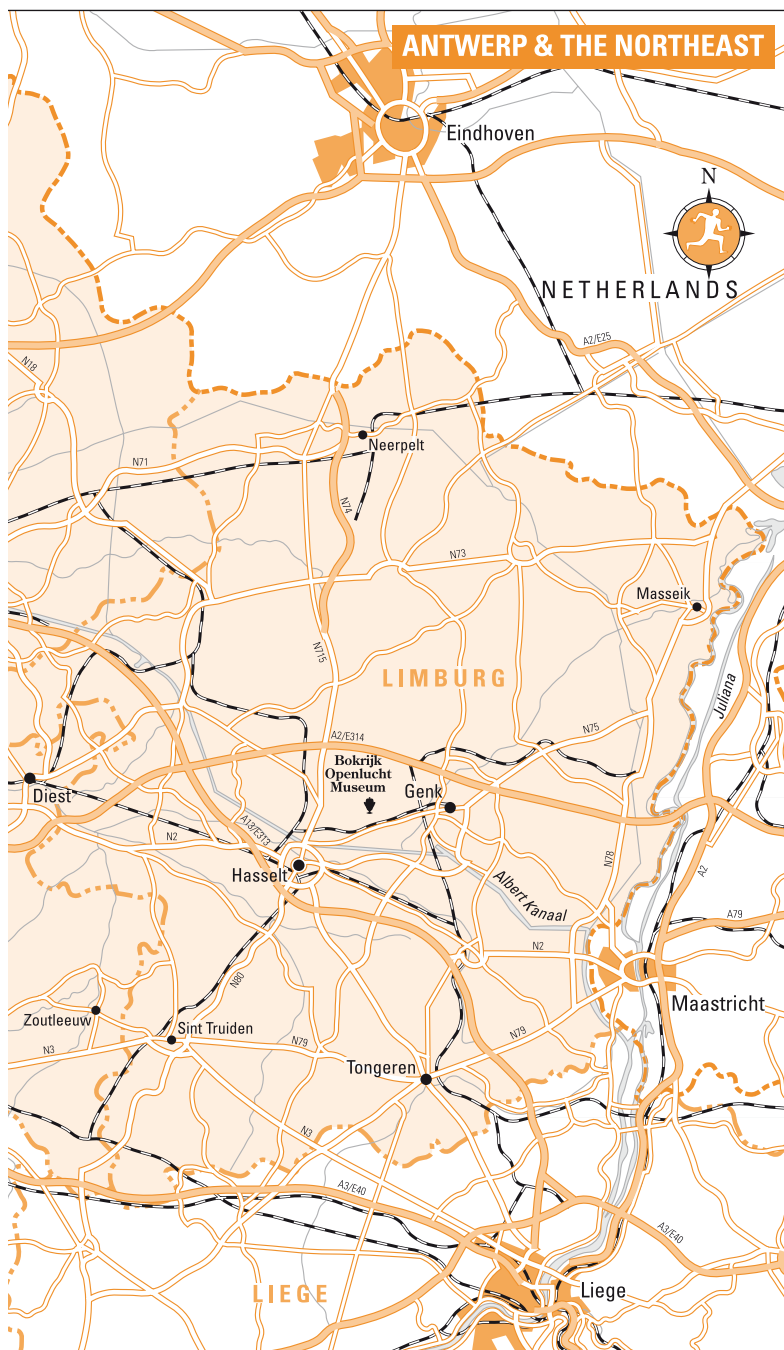 ANTWERP & THE NORTHEAST
Eindhoven
N
NETHERLANDS
A2/E25
N18
Neerpelt
N71
N74
N73
Masseik
N715
LIMBURG
Juliana
A2/E314
N75
Bokrijk
Openlucht
Museum
Genk
Diest
A13/E313
N2
Hasselt
N78
A2
Albert Kanaal
A79
N2
N80
Maastricht
Zoutleeuw
Sint Truiden
N3
N79
N79
Tongeren
N3
A3/E40
A3/E40
LIEGE
Liege